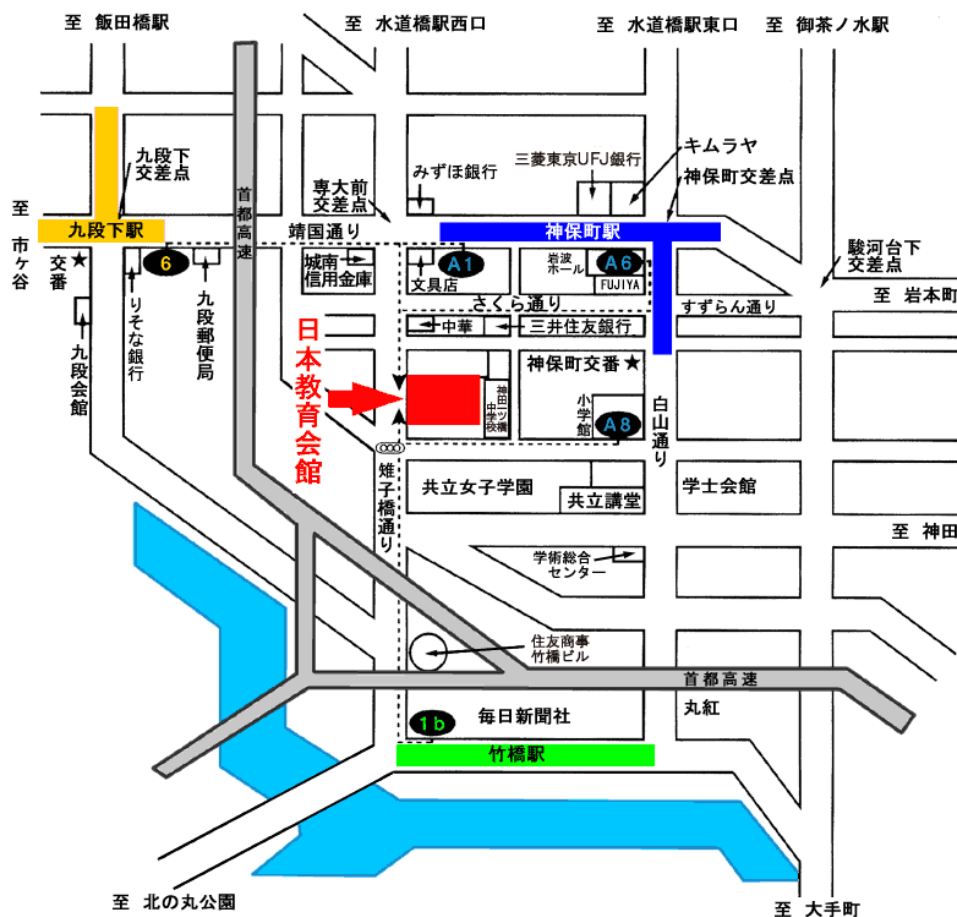 至 飯田橋駅
至 水道橋駅西口
至 水道橋駅東口
至 御茶ノ水駅
九段下
交差点
首都高速
専大前
交差点
みずほ銀行
三菱東京UFJ銀行
キムラヤ
神保町交差点
至 市ヶ谷
九段下駅
靖国通り
神保町駅
駿河台下
交差点
交番
★
6
城南
信用金庫
A1
文具店
岩波
ホール
A6
FUJIYA
至 岩本町
九段会館
りそな銀行
九段郵便局
さくら通り
すずらん通り
中華
三井住友銀行
日本教育会館
神田一ツ橋
中学校
神保町交番 ★
小学館
A8
白山通り
雉子橋通り
共立女子学園
共立講堂
学士会館
至 神田
学術総合
センター
住友商事
竹橋ビル
首都高速
1b
毎日新聞社
丸紅
竹橋駅
至 北の丸公園
至 大手町